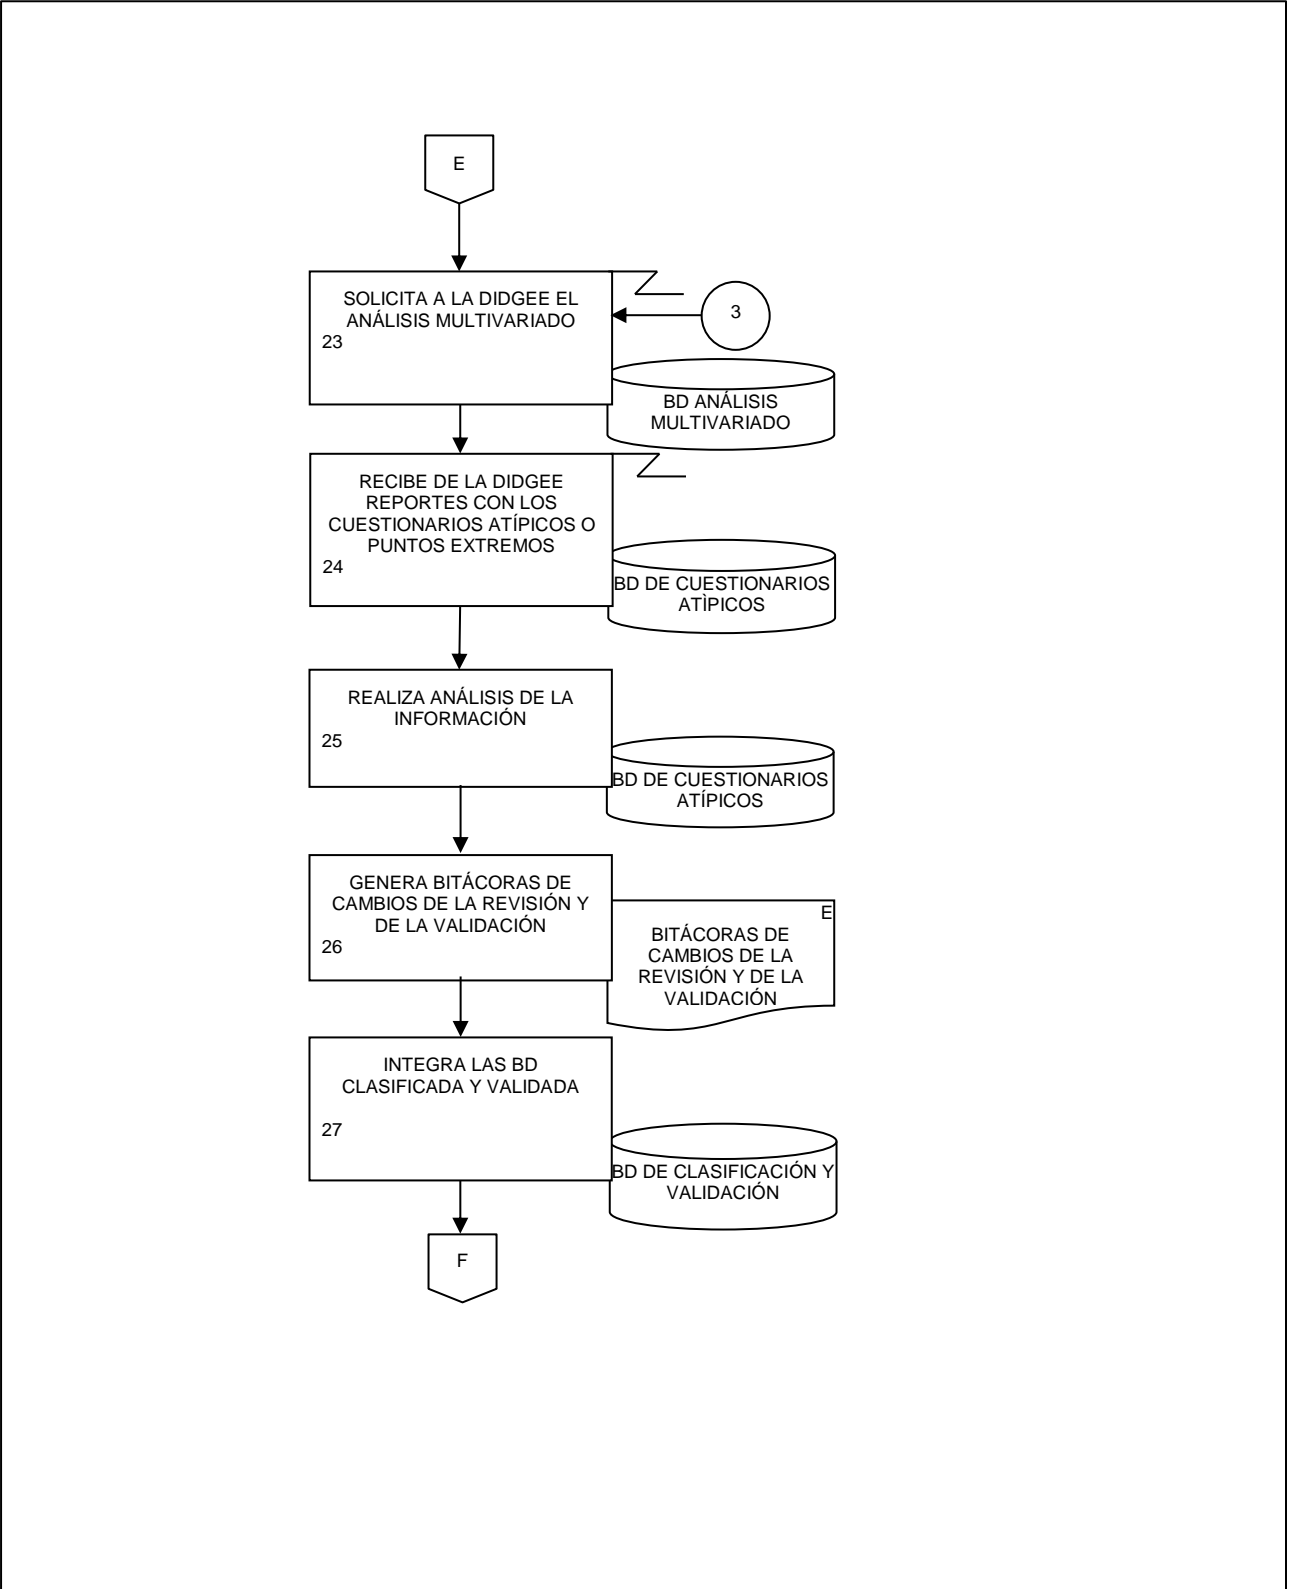 E
SOLICITA A LA DIDGEE EL
ANÁLISIS MULTIVARIADO
23
3
BD ANÁLISIS
MULTIVARIADO
RECIBE DE LA DIDGEE
REPORTES CON LOS
CUESTIONARIOS ATÍPICOS O
PUNTOS EXTREMOS
24
BD DE CUESTIONARIOS
ATÌPICOS
REALIZA ANÁLISIS DE LA
INFORMACIÓN
25
BD DE CUESTIONARIOS
ATÍPICOS
GENERA BITÁCORAS DE
CAMBIOS DE LA REVISIÓN Y
DE LA VALIDACIÓN
26
E
BITÁCORAS DE
CAMBIOS DE LA
REVISIÓN Y DE LA
VALIDACIÓN
INTEGRA LAS BD
CLASIFICADA Y VALIDADA
27
BD DE CLASIFICACIÓN Y
VALIDACIÓN
F